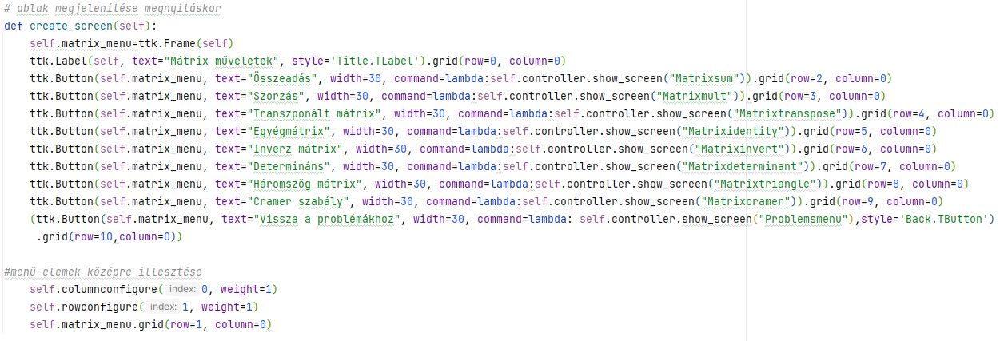 # ablak megjelenítése megnyitáskor
def create_screen(self):
    self.matrix_menu=ttk.Frame(self)
    ttk.Label(self, text="Mátrix műveletek", style='Title.TLabel').grid(row=0, column=0)
    ttk.Button(self.matrix_menu, text="Összeadás", width=30, command=lambda:self.controller.show_screen("Matrixsum")).grid(row=2, column=0)
    ttk.Button(self.matrix_menu, text="Szorzás", width=30, command=lambda:self.controller.show_screen("Matrixmult")).grid(row=3, column=0)
    ttk.Button(self.matrix_menu, text="Transzponált mátrix", width=30, command=lambda:self.controller.show_screen("Matrixtranspose")).grid(row=4, column=0)
    ttk.Button(self.matrix_menu, text="Egyégmátrix", width=30, command=lambda:self.controller.show_screen("Matrixidentity")).grid(row=5, column=0)
    ttk.Button(self.matrix_menu, text="Inverz mátrix", width=30, command=lambda:self.controller.show_screen("Matrixinvert")).grid(row=6, column=0)
    ttk.Button(self.matrix_menu, text="Determináns", width=30, command=lambda:self.controller.show_screen("Matrixdeterminant")).grid(row=7, column=0)
    ttk.Button(self.matrix_menu, text="Háromszög mátrix", width=30, command=lambda:self.controller.show_screen("Matrixtriangle")).grid(row=8, column=0)
    ttk.Button(self.matrix_menu, text="Cramer szabály", width=30, command=lambda:self.controller.show_screen("Matrixcramer")).grid(row=9, column=0)
    (ttk.Button(self.matrix_menu, text="Vissza a problémákhoz", width=30, command=lambda: self.controller.show_screen("Problemsmenu"),style='Back.TButton')
     .grid(row=10,column=0))
#menü elemek középre illesztése
    self.columnconfigure( index: 0, weight=1)
    self.rowconfigure( index: 1, weight=1)
    self.matrix_menu.grid(row=1, column=0)